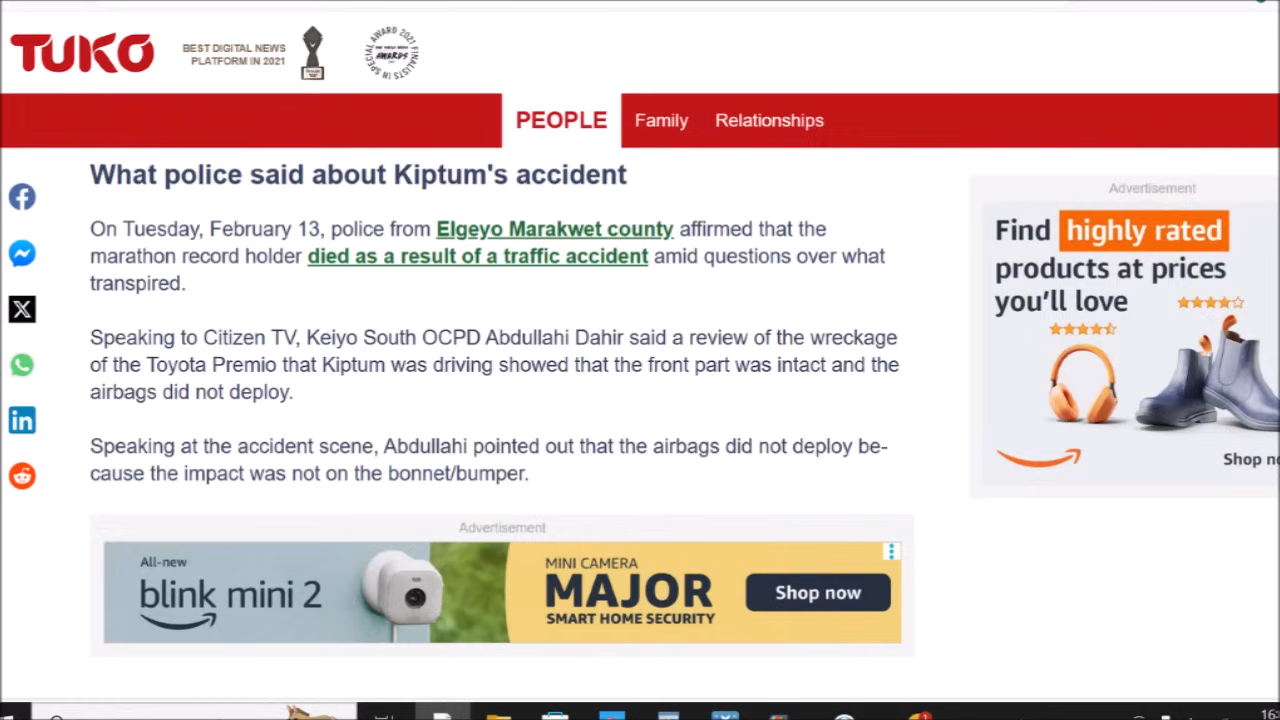 TUKO
BEST DIGITAL NEWS
PLATFORM IN 2021
PEOPLE
Family
Relationships
What police said about Kiptum's accident
On Tuesday, February 13, police from Elgeyo Marakwet county affirmed that the
marathon record holder died as a result of a traffic accident amid questions over what
transpired.
Speaking to Citizen TV, Keiyo South OCPD Abdullahi Dahir said a review of the wreckage
of the Toyota Premio that Kiptum was driving showed that the front part was intact and the
airbags did not deploy.
Speaking at the accident scene, Abdullahi pointed out that the airbags did not deploy be-
cause the impact was not on the bonnet/bumper.
Advertisement
Find highly rated
products at prices
you'll love
Shop
Advertisement
All-new
blink mini 2
MINI CAMERA
MAJOR
SMART HOME SECURITY
Shop now